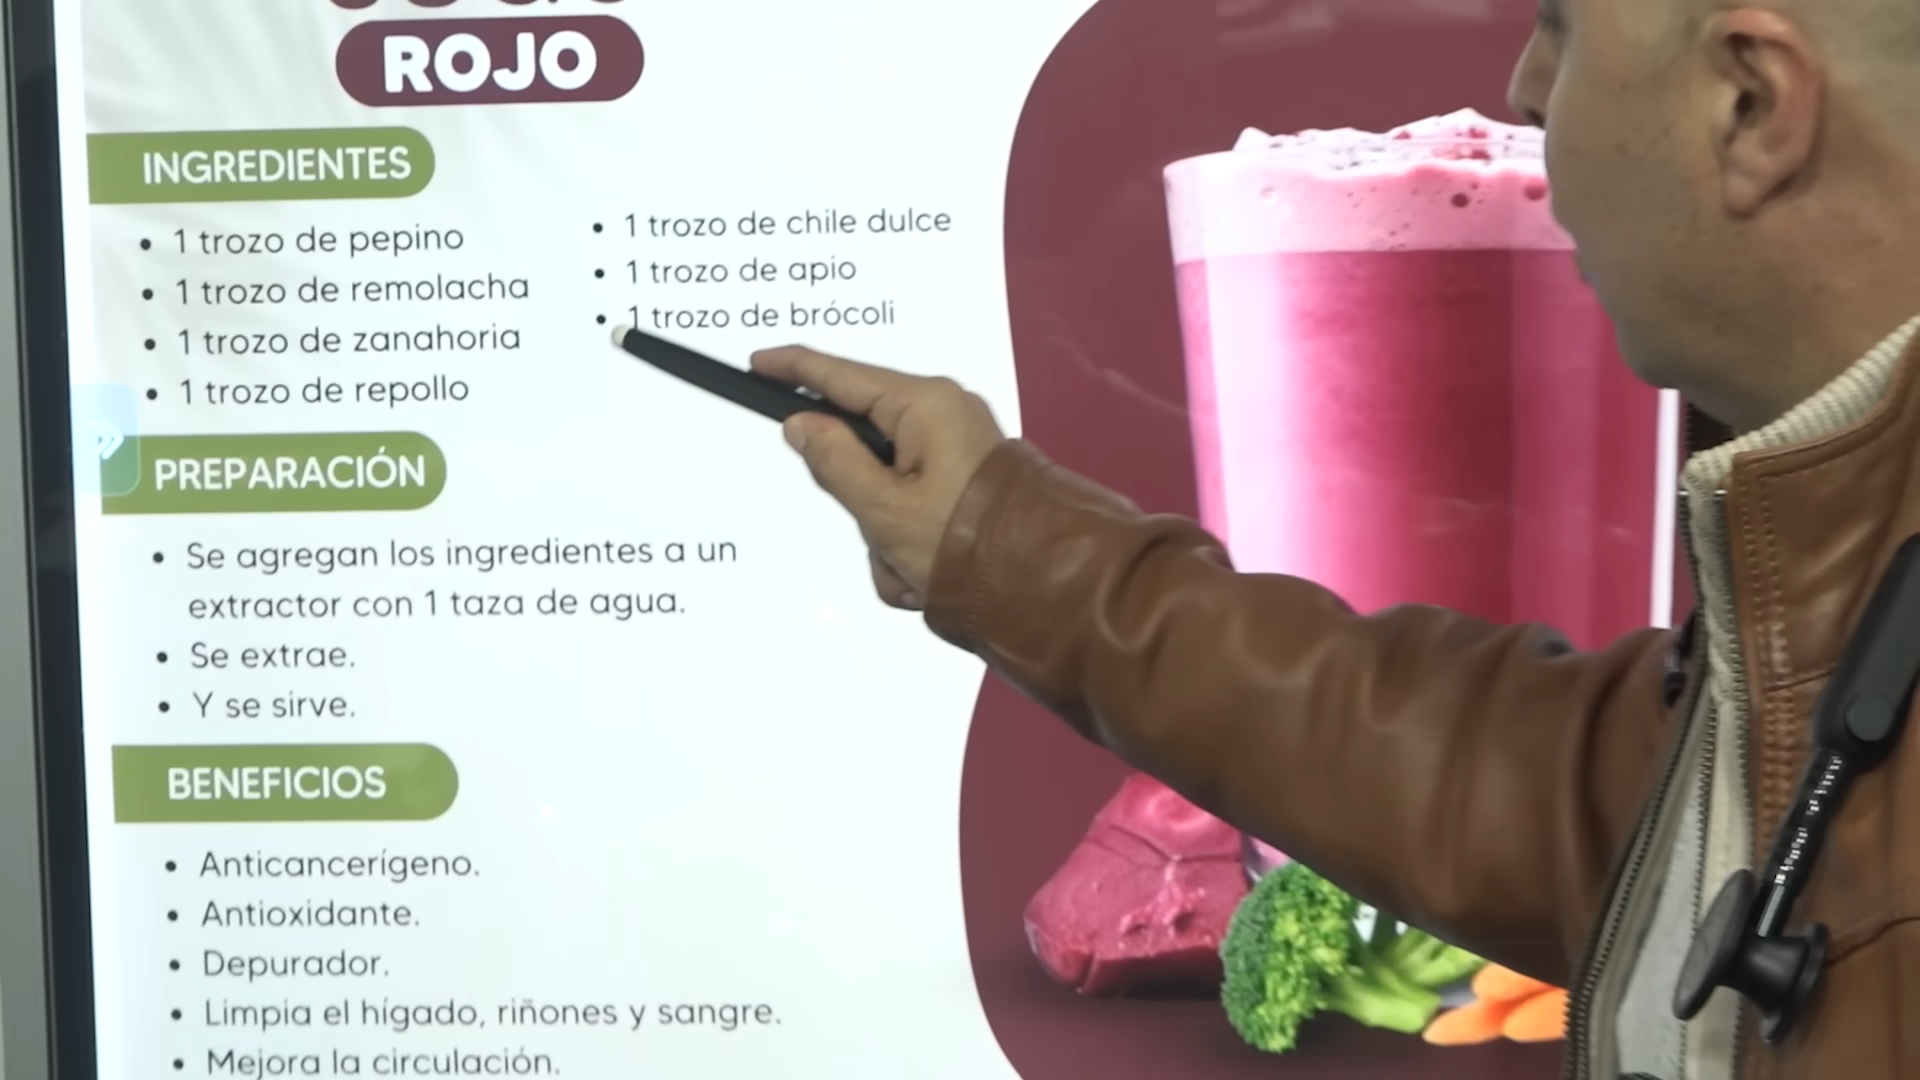 ROJO
INGREDIENTES
• 1 trozo de pepino
• 1 trozo de remolacha
• 1 trozo de zanahoria
• 1 trozo de repollo
• 1 trozo de chile dulce
• 1 trozo de apio
• 1 trozo de brócoli
PREPARACIÓN
• Se agregan los ingredientes a un
extractor con 1 taza de agua.
• Se extrae.
• Y se sirve.
BENEFICIOS
• Anticancerígeno.
• Antioxidante.
• Depurador.
• Limpia el hígado, riñones y sangre.
• Mejora la circulación.